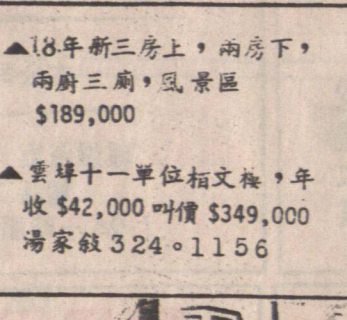 ▲18年新三房上，兩房下，
兩廚三廁，風景區
$189,000
▲雲埠十一單位柏文樓，年
收$42,000叫價$349,000
湯家敍324。1156